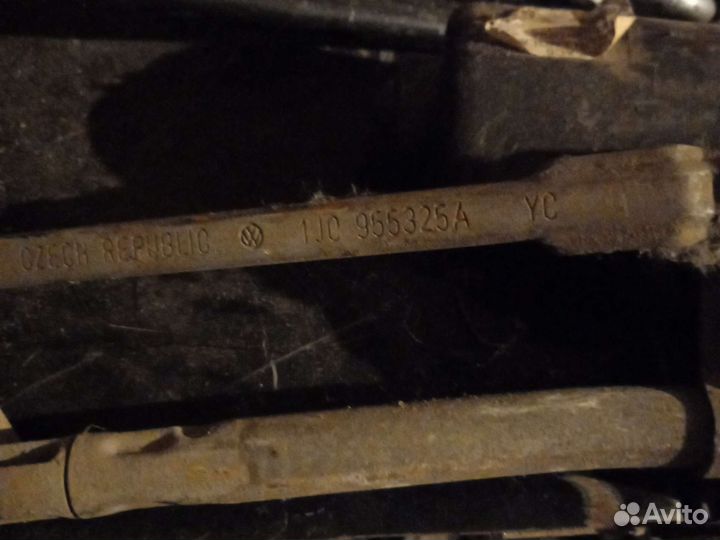 CZECH REPUBLIC 1J0 955325A YC
Avito